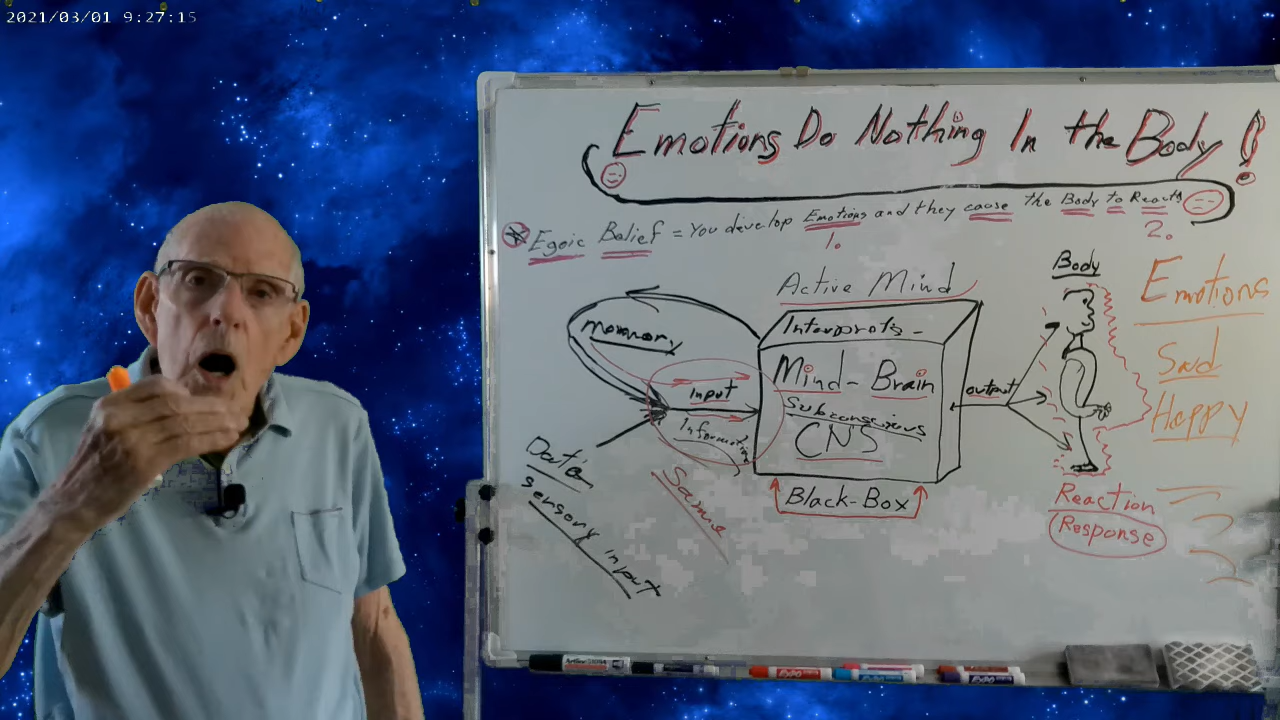 2021/03/01 9:27:15
Emotions Do Nothing In the Body!
* Egoic Belief = You develop Emotions and they cause the Body to React
1.
2.
Active Mind
Body
Emotions
Memory
Interprets-
Mind-Brain
Sad
Input
output
Subconscious
Happy
Information
CNS
Data
sensory input
Same
Black-Box
Reaction
Response
EXPO